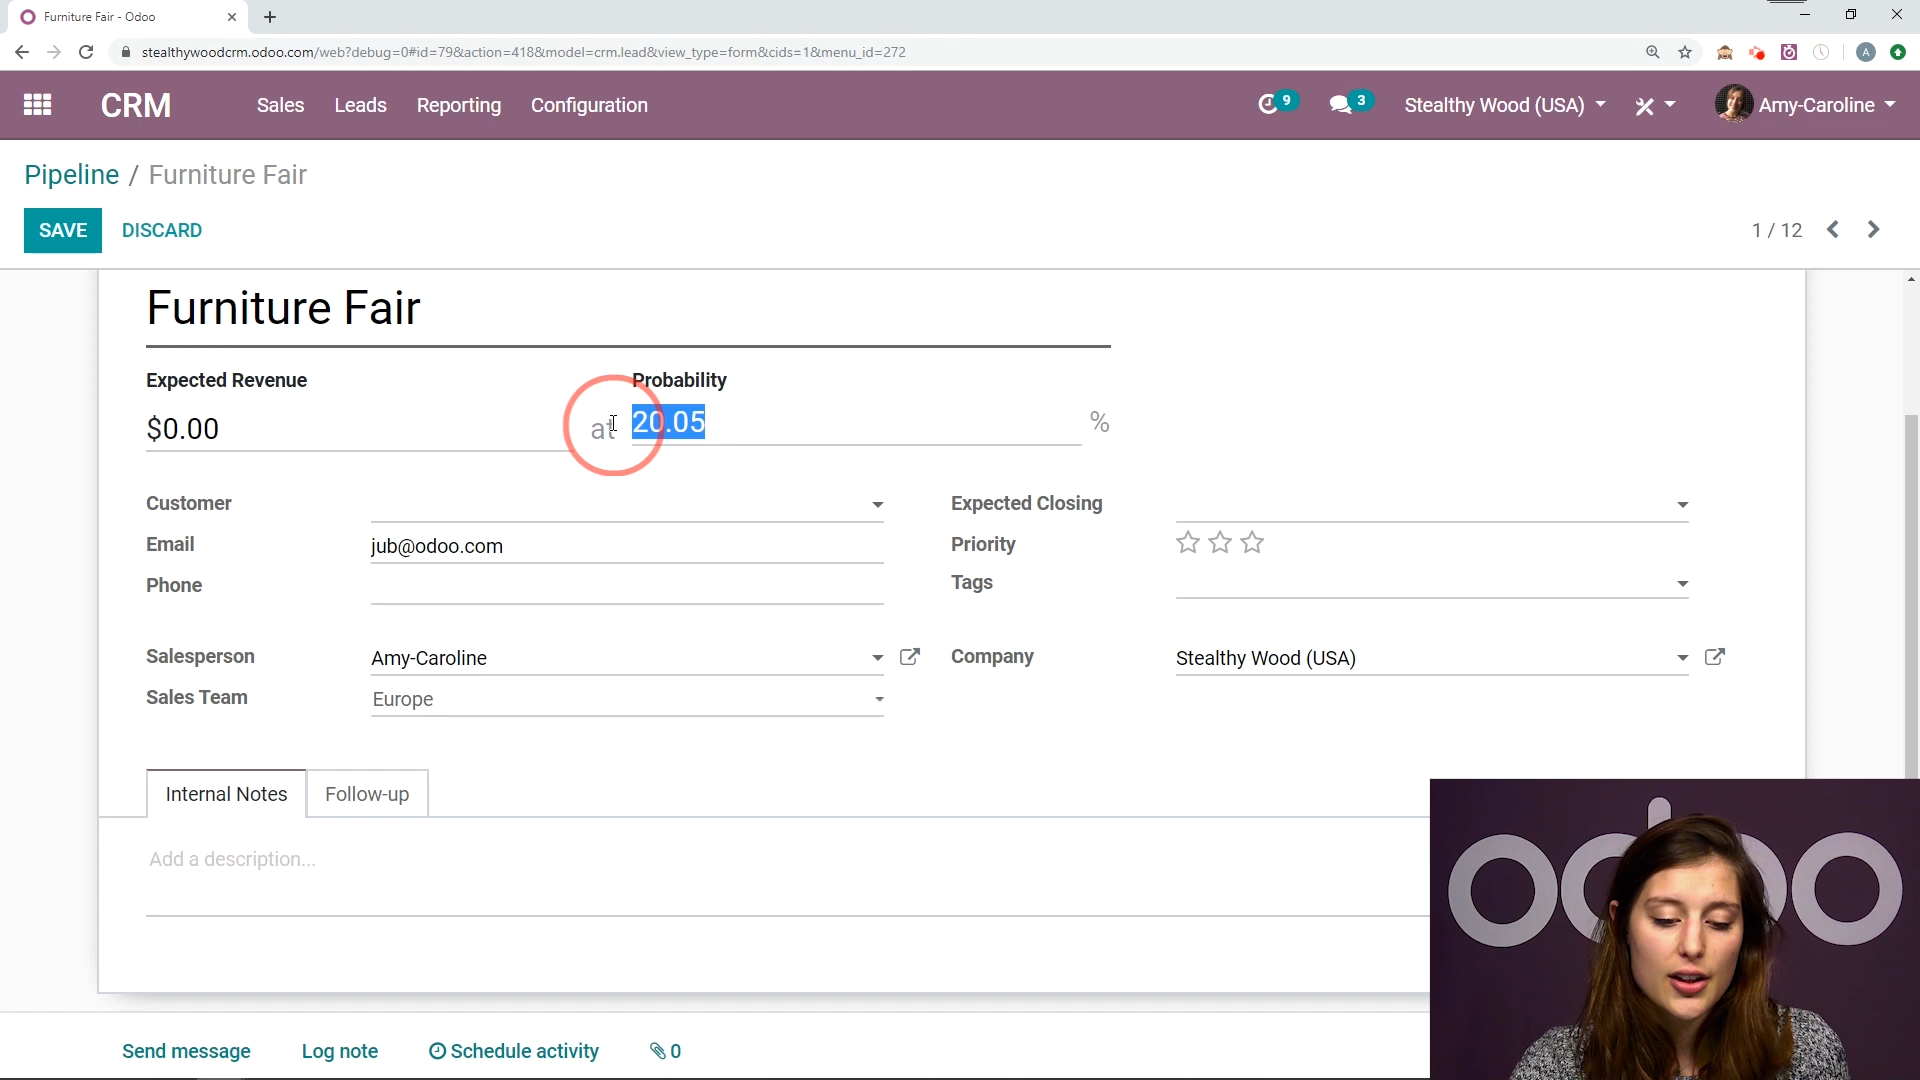 Furniture Fair - Odoo
stealthywoodcrm.odoo.com/web?debug=0#id=79&action=418&model=crm.lead&view_type=form&cids=1&menu_id=272
A
CRM Sales Leads Reporting Configuration 9 3 Stealthy Wood (USA) Amy-Caroline
Pipeline / Furniture Fair
SAVE DISCARD 1 / 12
Furniture Fair
Expected Revenue Probability
$0.00 at 20.05 %
Customer Expected Closing
Email jub@odoo.com Priority
Phone Tags
Salesperson Amy-Caroline Company Stealthy Wood (USA)
Sales Team Europe
Internal Notes Follow-up
Add a description...
odoo
Send message Log note Schedule activity 0